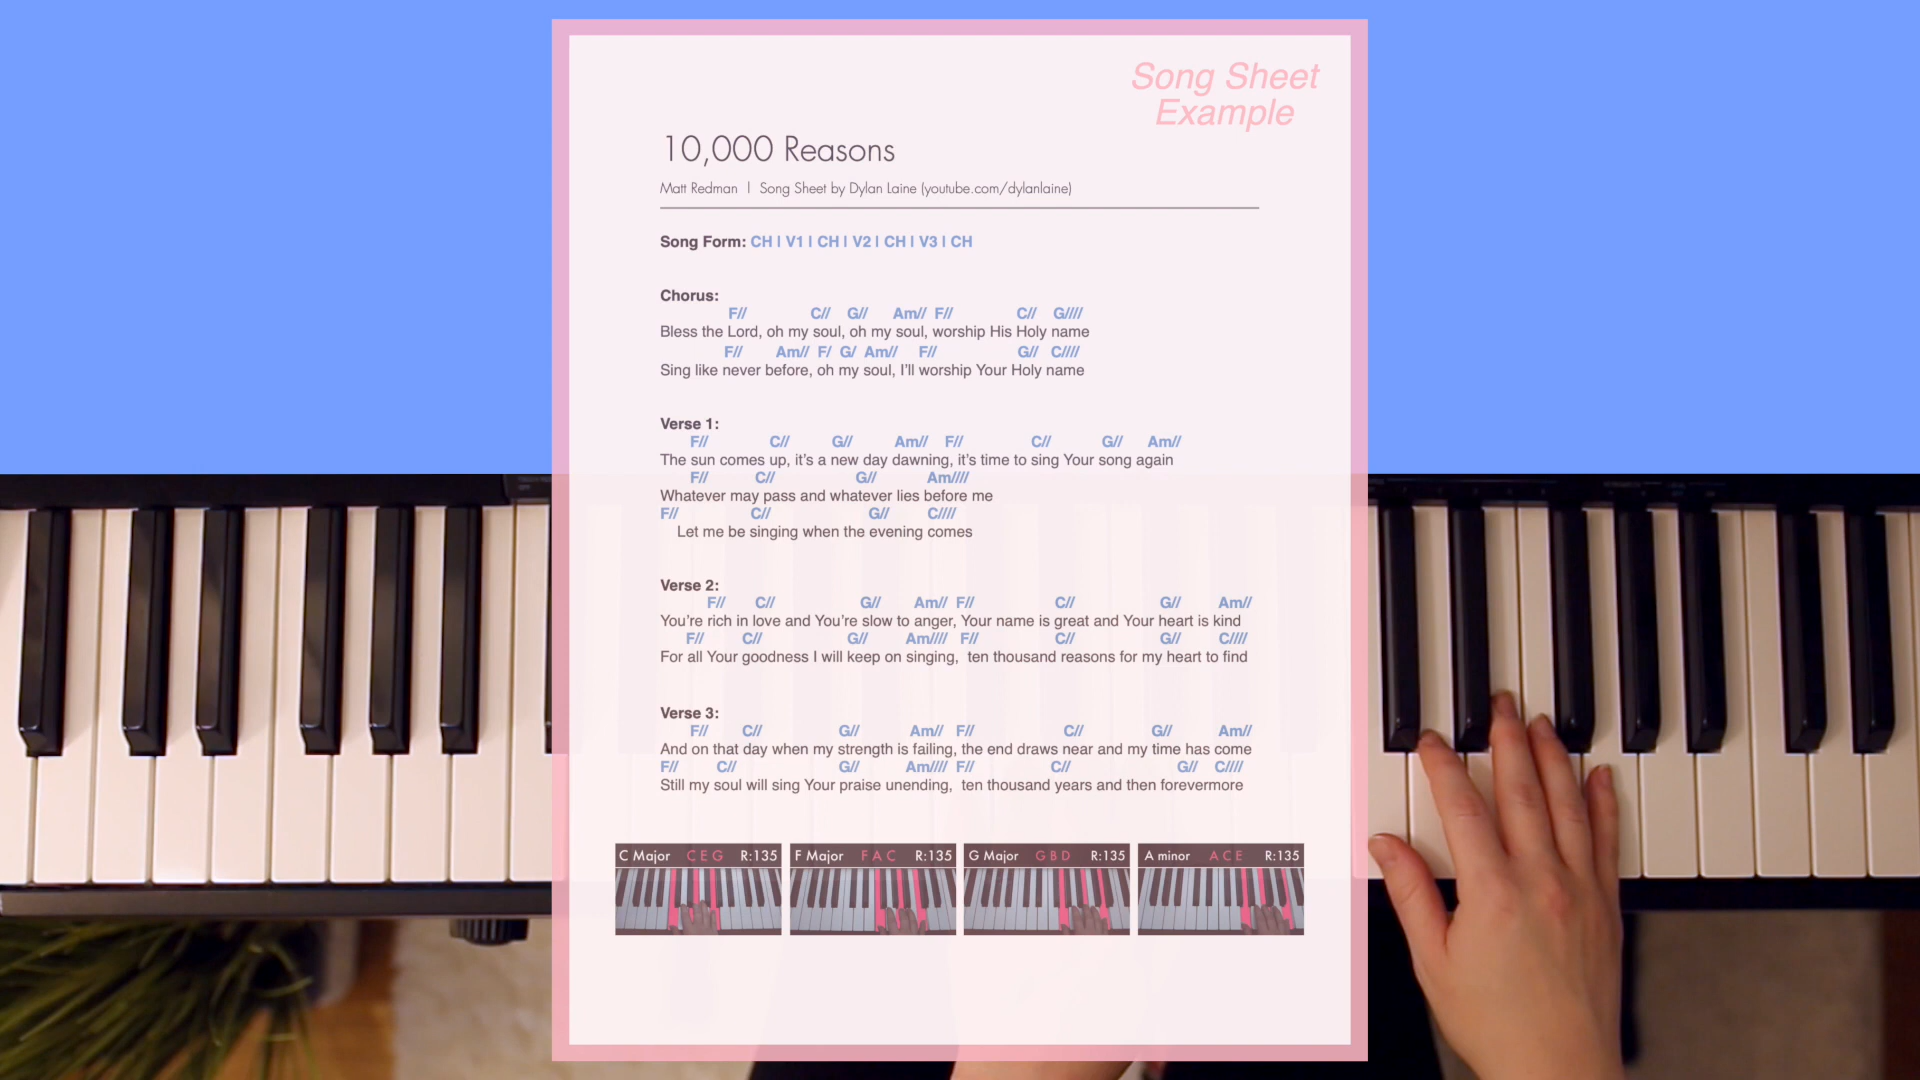 Song Sheet
Example
10,000 Reasons
Matt Redman | Song Sheet by Dylan Laine (youtube.com/dylanlaine)
Song Form: CH | V1 | CH | V2 | CH | V3 | CH
Chorus:
F// C// G// Am// F// C// G////
Bless the Lord, oh my soul, oh my soul, worship His Holy name
F// Am// F/ G/ Am// F// G// C////
Sing like never before, oh my soul, I'll worship Your Holy name
Verse 1:
F// C// G// Am// F// C// G// Am//
The sun comes up, it's a new day dawning, it's time to sing Your song again
F// C// G// Am////
Whatever may pass and whatever lies before me
F// C// G// C////
Let me be singing when the evening comes
Verse 2:
F// C// G// Am// F// C// G// Am//
You're rich in love and You're slow to anger, Your name is great and Your heart is kind
F// C// G// Am//// F// C// G// C////
For all Your goodness I will keep on singing, ten thousand reasons for my heart to find
Verse 3:
F// C// G// Am// F// C// G// Am//
And on that day when my strength is failing, the end draws near and my time has come
F// C// G// Am//// F// C// G// C////
Still my soul will sing Your praise unending, ten thousand years and then forevermore
C Major C E G R:135
F Major F A C R:135
G Major G B D R:135
A minor A C E R:135